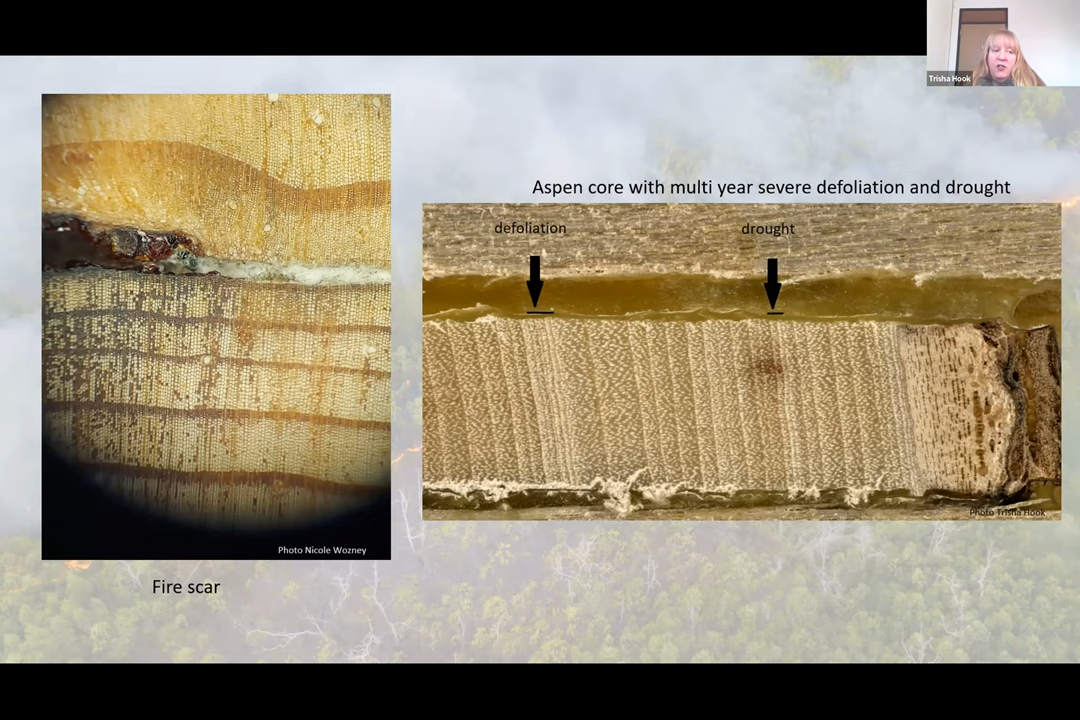 Trisha Hook
Aspen core with multi year severe defoliation and drought
defoliation
drought
Photo Trisha Hook
Photo Nicole Wozney
Fire scar